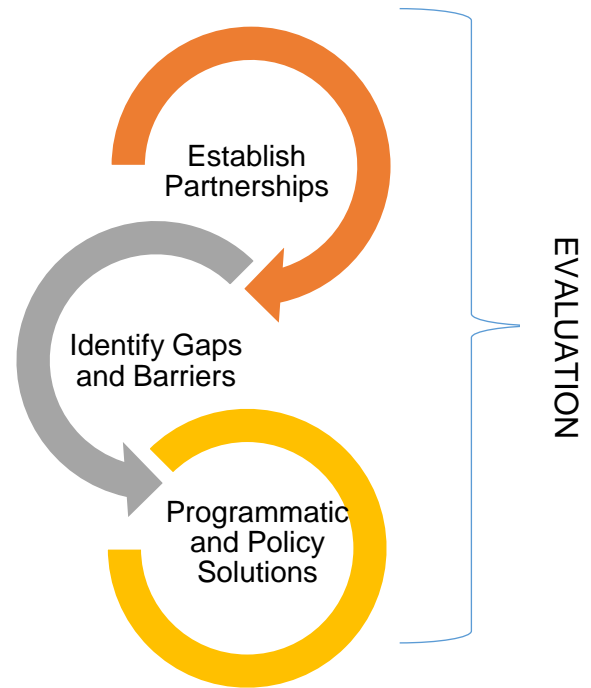 Establish
Partnerships
Identify Gaps
and Barriers
Programmatic
and Policy
Solutions
EVALUATION